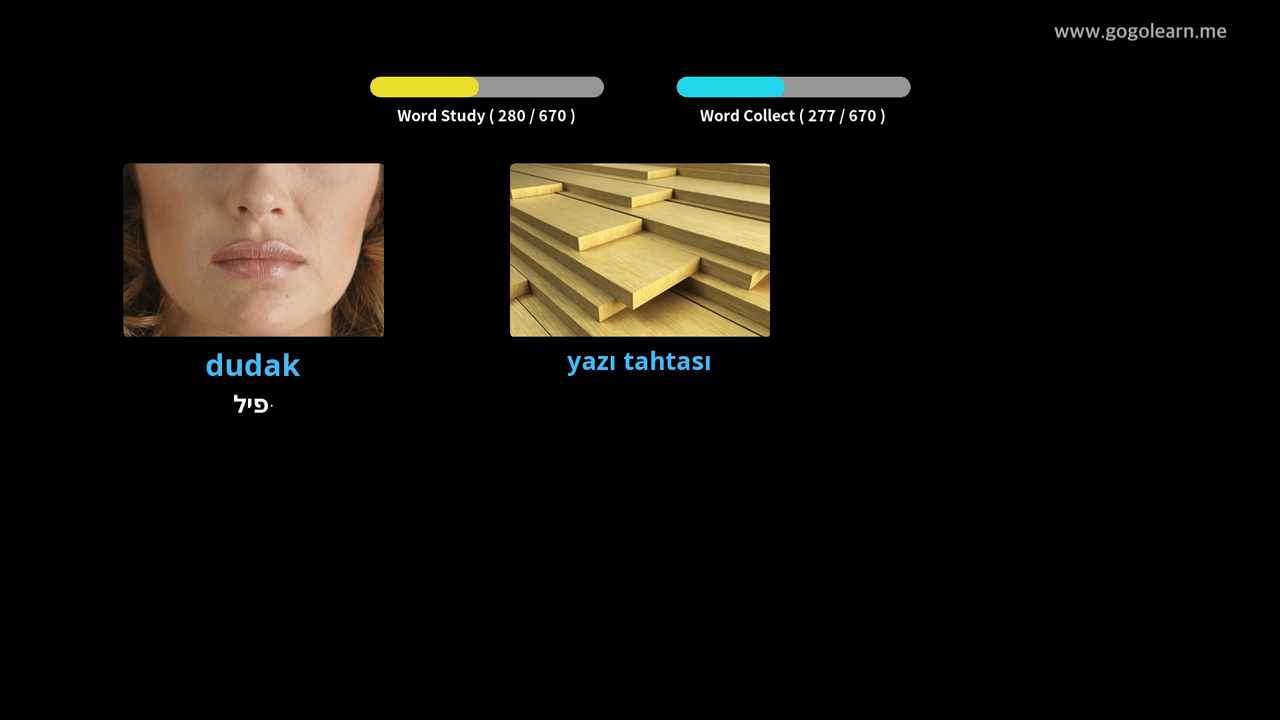 www.gogolearn.me
Word Study ( 280 / 670 )
Word Collect ( 277 / 670 )
dudak
פיל
yazı tahtası